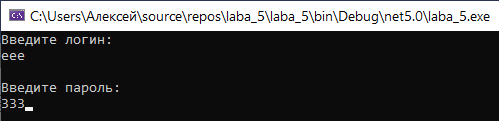 C:\Users\Алексей\source\repos\laba_5\laba_5\bin\Debug\net5.0\laba_5.exe
Введите логин:
eee
Введите пароль:
333